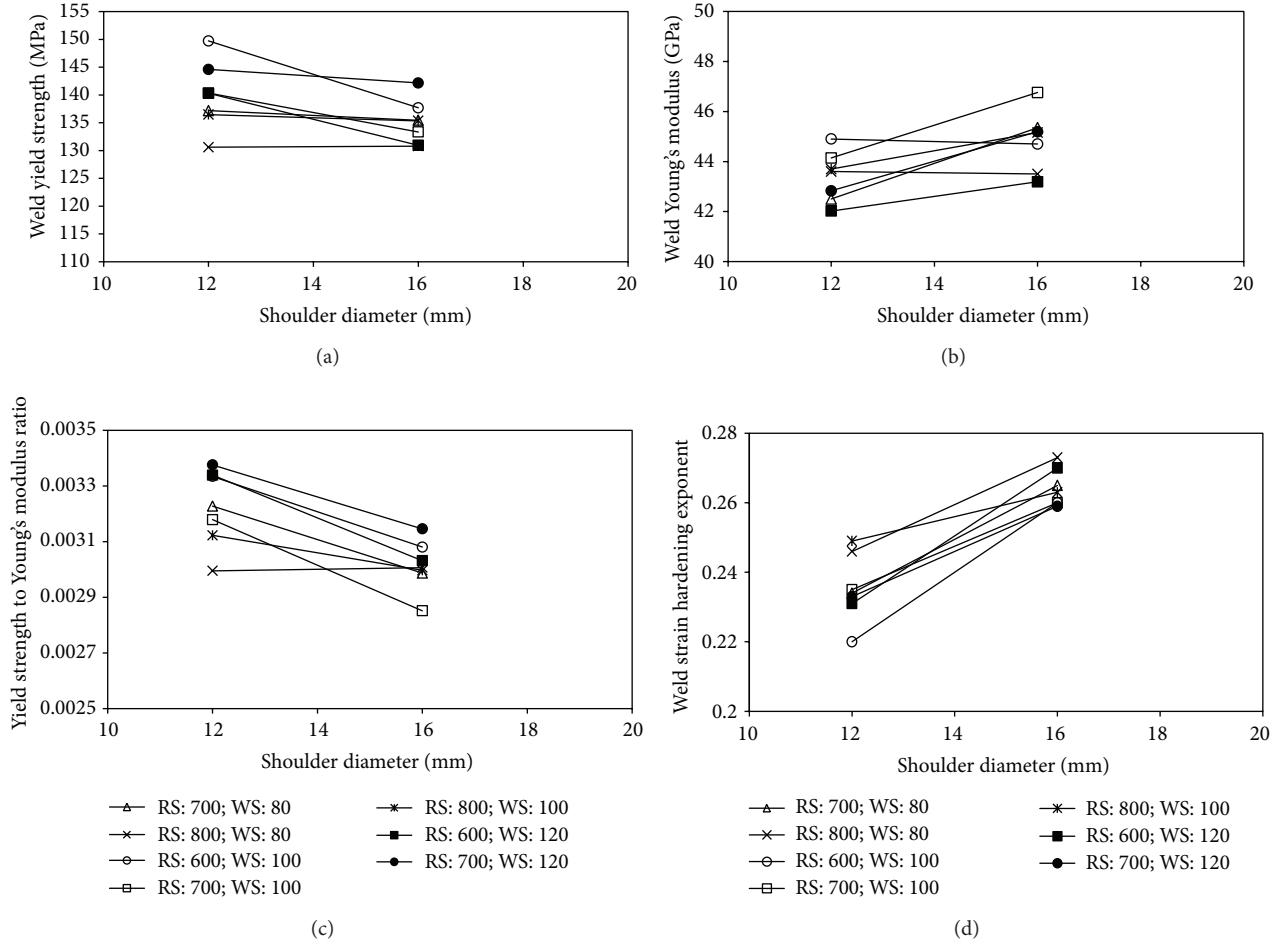 Weld yield strength (MPa)
155
150
145
140
135
130
125
120
115
110
10
12
14
16
18
20
Shoulder diameter (mm)
(a)
Weld Young's modulus (GPa)
50
48
46
44
42
40
10
12
14
16
18
20
Shoulder diameter (mm)
(b)
Yield strength to Young's modulus ratio
0.0035
0.0033
0.0031
0.0029
0.0027
0.0025
10
12
14
16
18
20
Shoulder diameter (mm)
RS: 700; WS: 80
RS: 800; WS: 80
RS: 600; WS: 100
RS: 700; WS: 100
RS: 800; WS: 100
RS: 600; WS: 120
RS: 700; WS: 120
(c)
Weld strain hardening exponent
0.28
0.26
0.24
0.22
0.2
10
12
14
16
18
20
Shoulder diameter (mm)
RS: 700; WS: 80
RS: 800; WS: 80
RS: 600; WS: 100
RS: 700; WS: 100
RS: 800; WS: 100
RS: 600; WS: 120
RS: 700; WS: 120
(d)